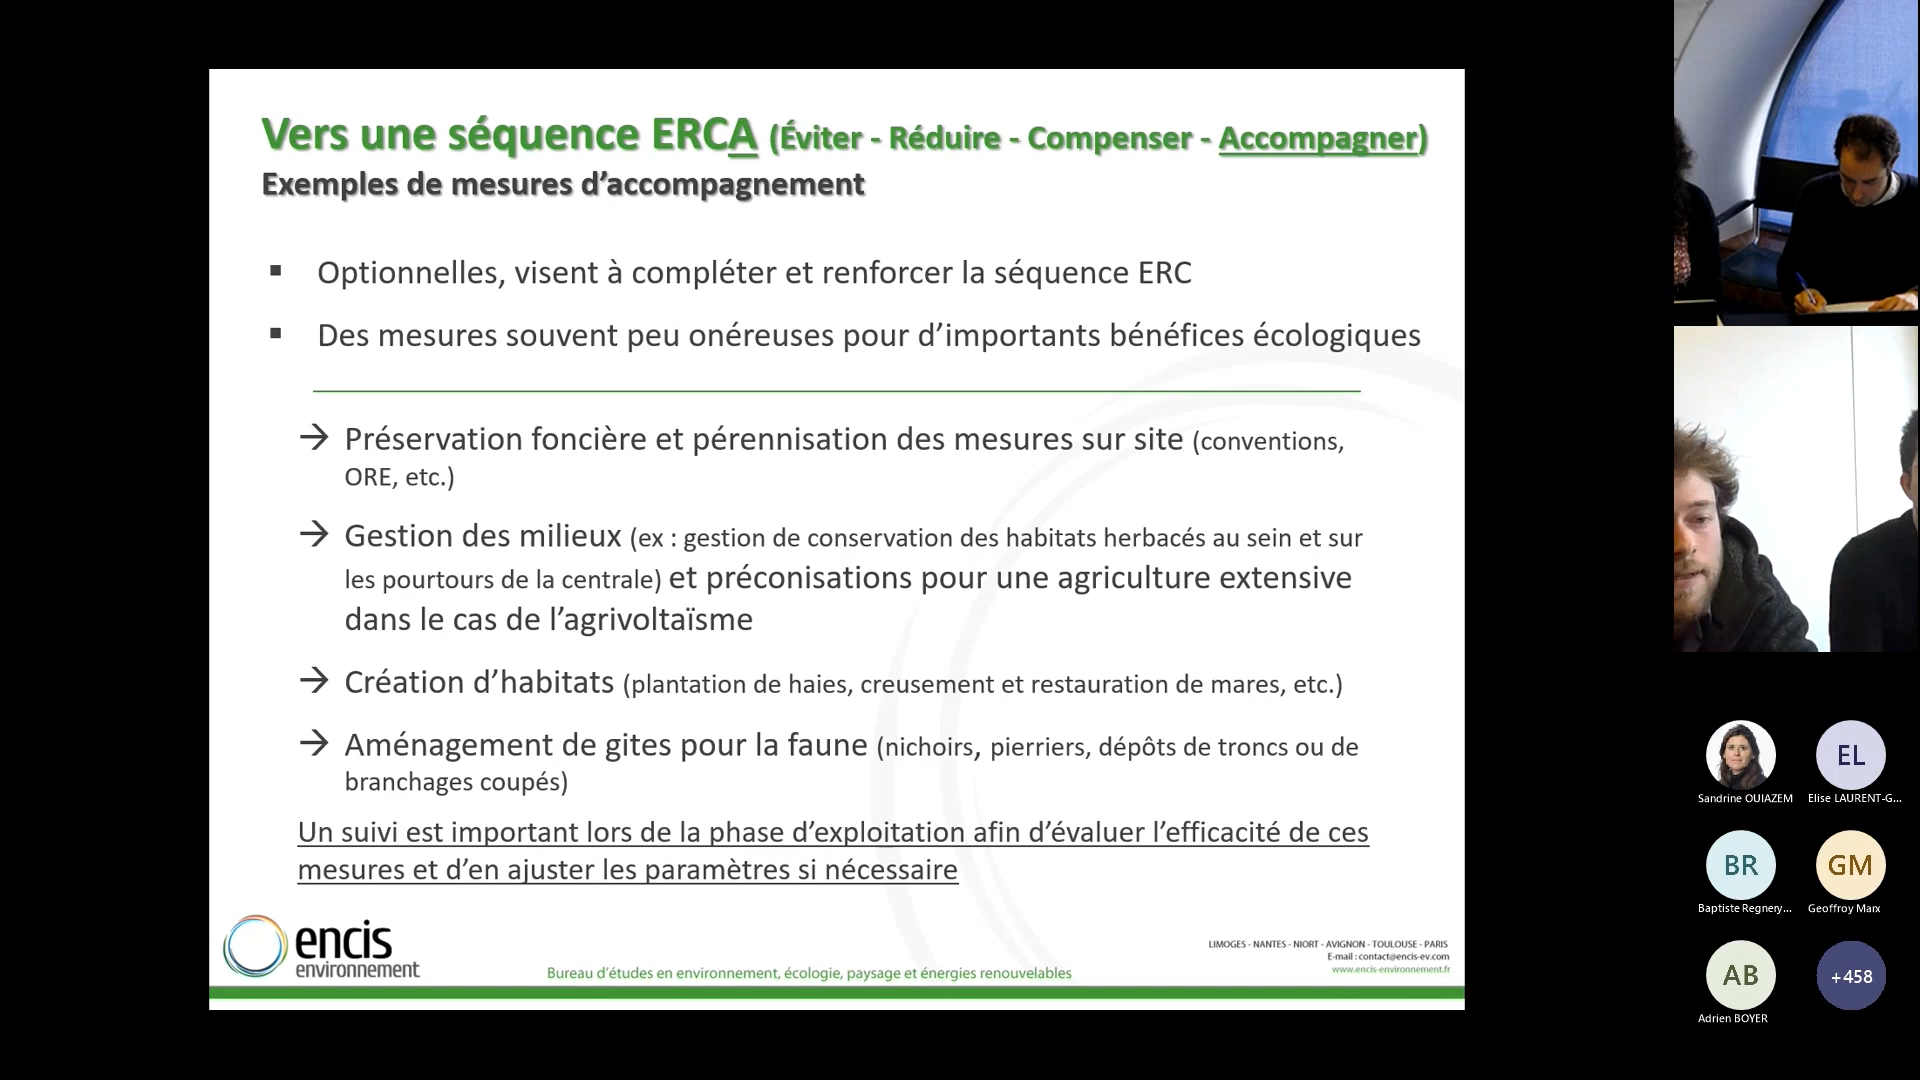 Vers une séquence ERCA (Éviter - Réduire - Compenser - Accompagner)
Exemples de mesures d’accompagnement
▪ Optionnelles, visent à compléter et renforcer la séquence ERC
▪ Des mesures souvent peu onéreuses pour d’importants bénéfices écologiques
→ Préservation foncière et pérennisation des mesures sur site (conventions,
ORE, etc.)
→ Gestion des milieux (ex : gestion de conservation des habitats herbacés au sein et sur
les pourtours de la centrale) et préconisations pour une agriculture extensive
dans le cas de l’agrivoltaïsme
→ Création d’habitats (plantation de haies, creusement et restauration de mares, etc.)
→ Aménagement de gites pour la faune (nichoirs, pierriers, dépôts de troncs ou de
branchages coupés)
Un suivi est important lors de la phase d’exploitation afin d’évaluer l’efficacité de ces
mesures et d’en ajuster les paramètres si nécessaire
encis
environnement
Bureau d’études en environnement, écologie, paysage et énergies renouvelables
LIMOGES - NANTES - NIORT - AVIGNON - TOULOUSE - PARIS
E-mail : contact@encis-ev.com
www.encis-environnement.fr
Sandrine OUIAZEM
EL
Elise LAURENT-G...
BR
Baptiste Regnery...
GM
Geoffroy Marx
AB
Adrien BOYER
+458